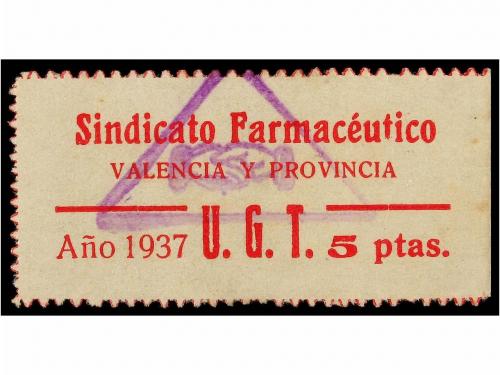 Sindicato Farmacéutico
VALENCIA Y PROVINCIA
Año 1937 U. G. T. 5 ptas.